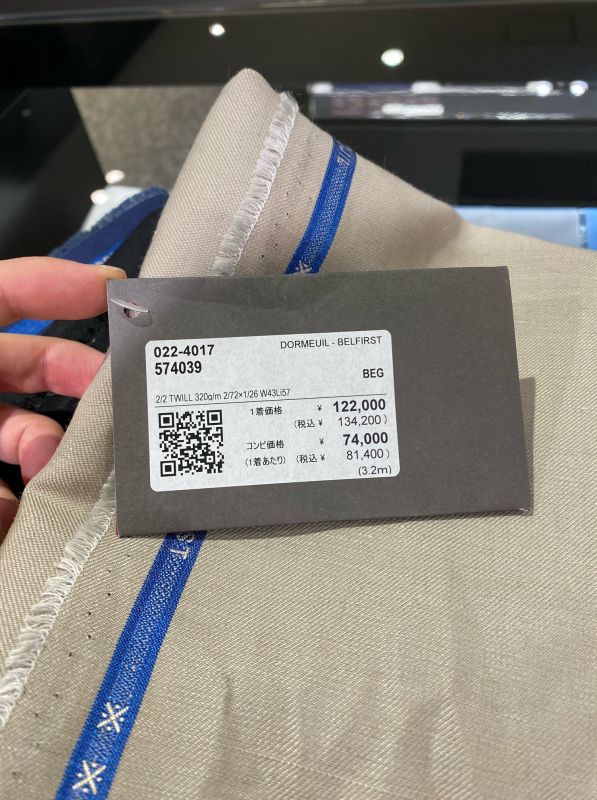 022-4017
DORMEUIL - BELFIRST
574039
BEG
2/2 TWILL 320g/m 2/72×1/26 W43Li57
1着価格 ¥ 122,000
(税込 ¥ 134,200 )
コンビ価格 ¥ 74,000
(1着あたり) (税込 ¥ 81,400 )
(3.2m)
ST